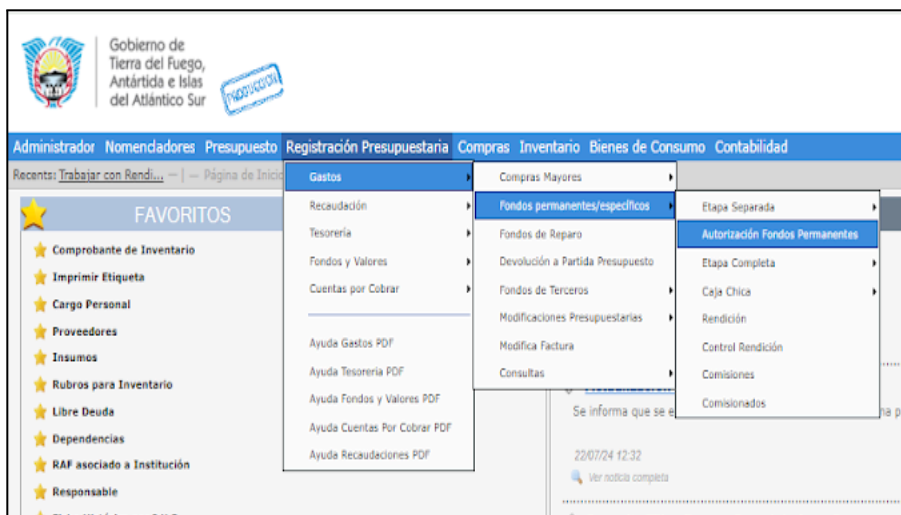 Gobierno de
Tierra del Fuego,
Antártida e Islas
del Atlántico Sur
PRODUCCION
Administrador Nomencladores Presupuesto Registración Presupuestaria Compras Inventario Bienes de Consumo Contabilidad
Recents: Trabajar con Rendi... — | — Página de Inicio
FAVORITOS
Comprobante de Inventario
Imprimir Etiqueta
Cargo Personal
Proveedores
Insumos
Rubros para Inventario
Libre Deuda
Dependencias
RAF asociado a Institución
Responsable
Gastos
Recaudación
Tesorería
Fondos y Valores
Cuentas por Cobrar
Ayuda Gastos PDF
Ayuda Tesoreria PDF
Ayuda Fondos y Valores PDF
Ayuda Cuentas Por Cobrar PDF
Ayuda Recaudaciones PDF
Compras Mayores
Fondos permanentes/específicos
Fondos de Reparo
Devolución a Partida Presupuesto
Fondos de Terceros
Modificaciones Presupuestarias
Modifica Factura
Consultas
Etapa Separada
Autorización Fondos Permanentes
Etapa Completa
Caja Chica
Rendición
Control Rendición
Comisiones
Comisionados
Se informa que se e
na p
22/07/24 12:32
Ver noticia completa